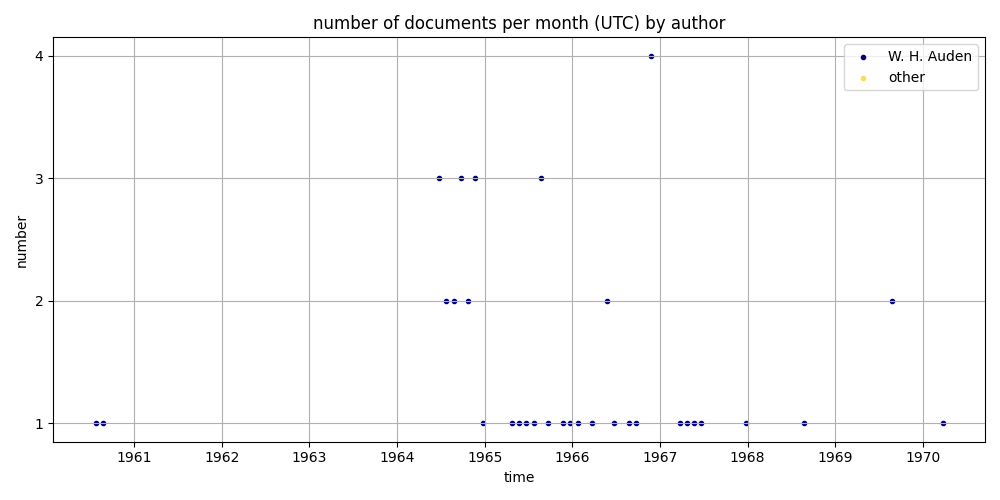 number of documents per month (UTC) by author
W. H. Auden
other
4
3
2
1
number
1961 1962 1963 1964 1965 1966 1967 1968 1969 1970
time